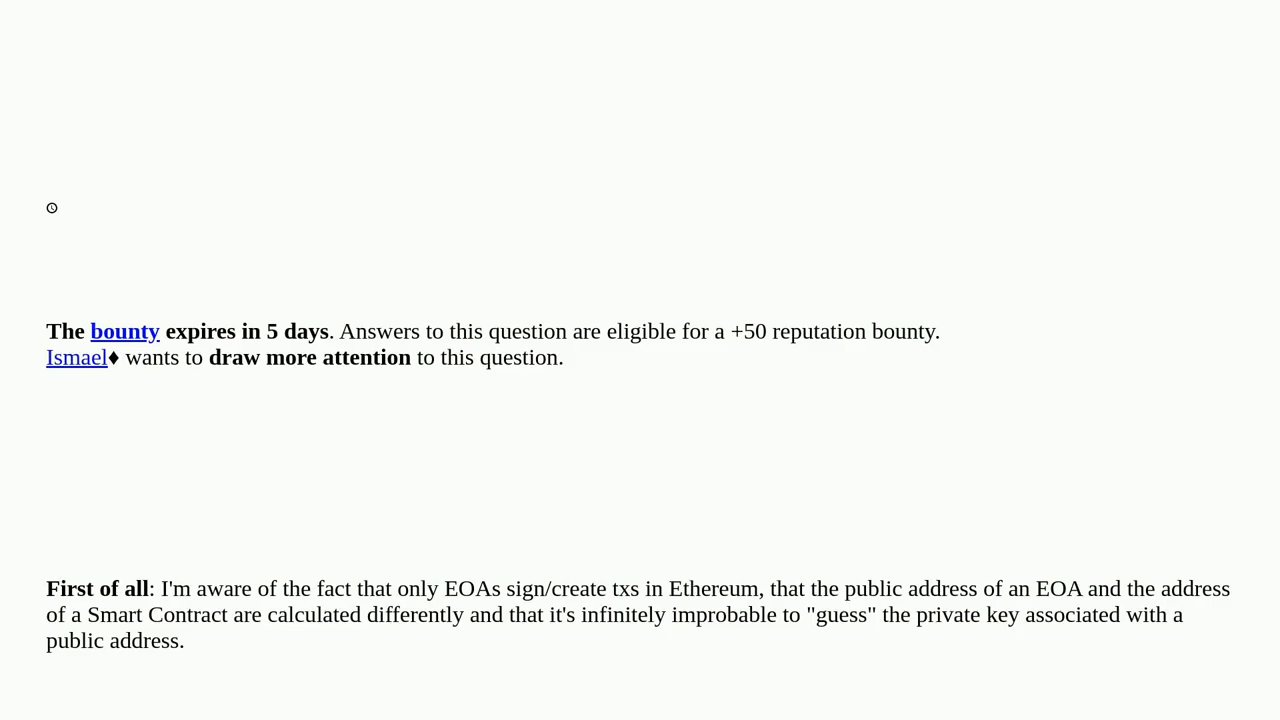 The bounty expires in 5 days. Answers to this question are eligible for a +50 reputation bounty.
Ismael♦ wants to draw more attention to this question.
First of all: I'm aware of the fact that only EOAs sign/create txs in Ethereum, that the public address of an EOA and the address
of a Smart Contract are calculated differently and that it's infinitely improbable to "guess" the private key associated with a
public address.